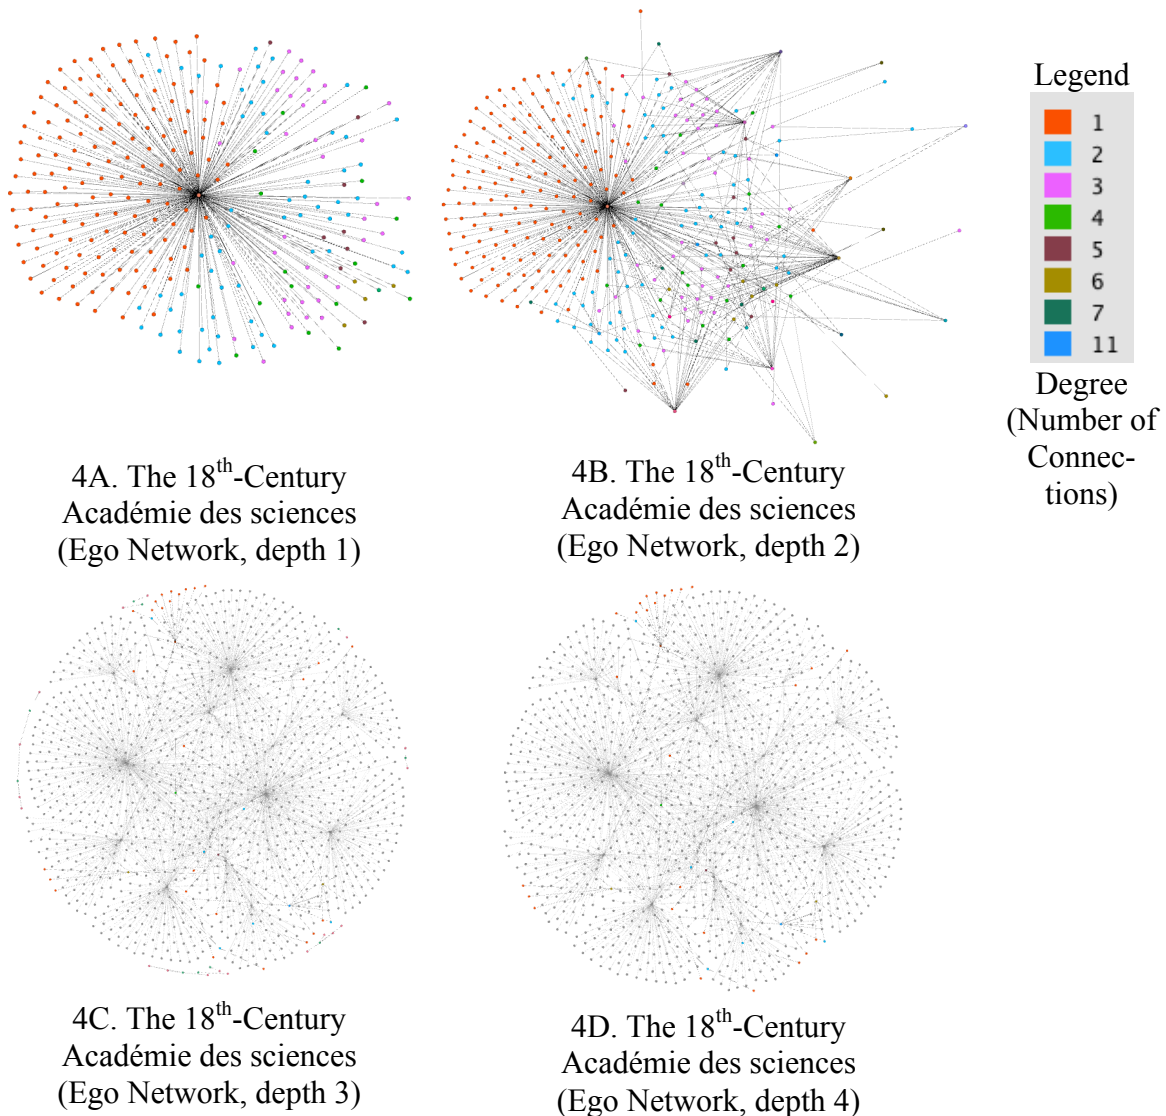 Legend
1
2
3
4
5
6
7
11
Degree
(Number of
Connec-
tions)
4A. The 18th-Century
Académie des sciences
(Ego Network, depth 1)
4B. The 18th-Century
Académie des sciences
(Ego Network, depth 2)
4C. The 18th-Century
Académie des sciences
(Ego Network, depth 3)
4D. The 18th-Century
Académie des sciences
(Ego Network, depth 4)